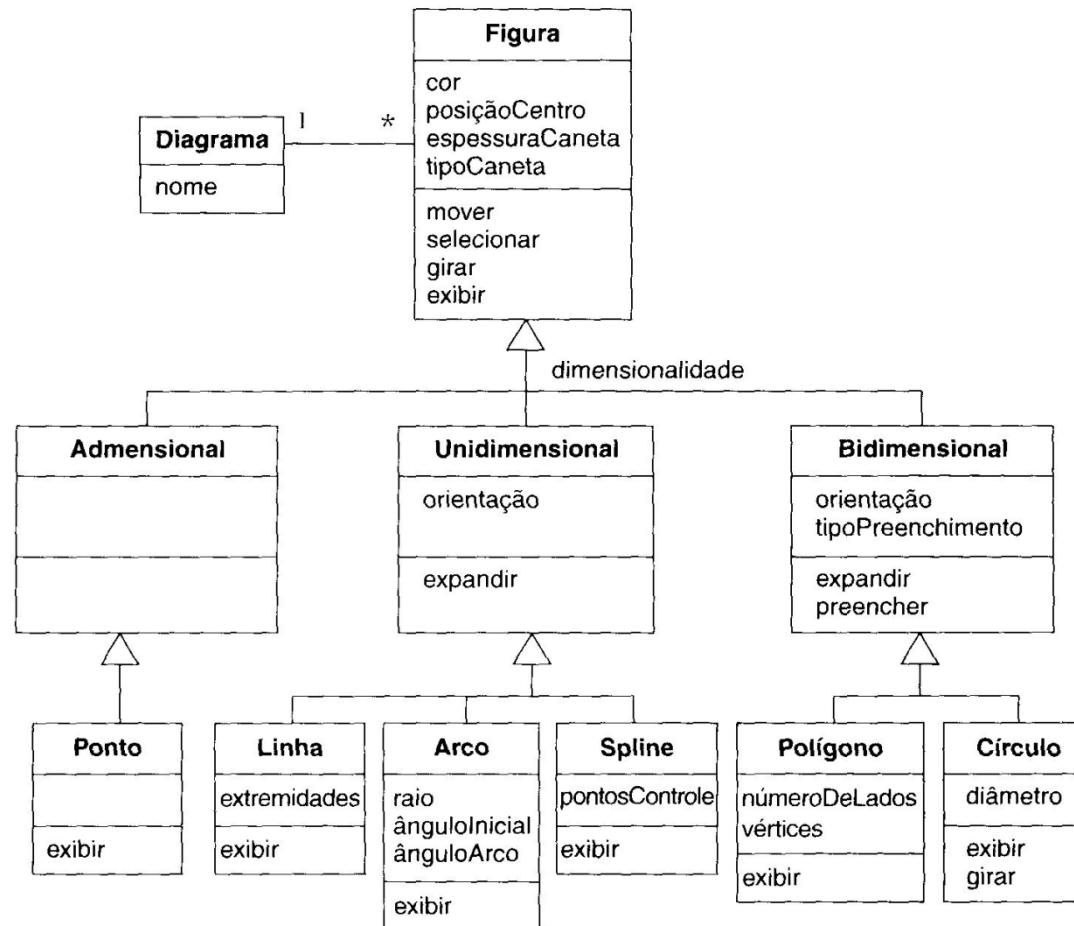 Figura
cor
posiçãoCentro
espessuraCaneta
tipoCaneta
mover
selecionar
girar
exibir
1
*
Diagrama
nome
dimensionalidade
Admensional
Unidimensional
orientação
expandir
Bidimensional
orientação
tipoPreenchimento
expandir
preencher
Ponto
exibir
Linha
extremidades
exibir
Arco
raio
ânguloInicial
ânguloArco
exibir
Spline
pontosControle
exibir
Polígono
númeroDeLados
vértices
exibir
Círculo
diâmetro
exibir
girar